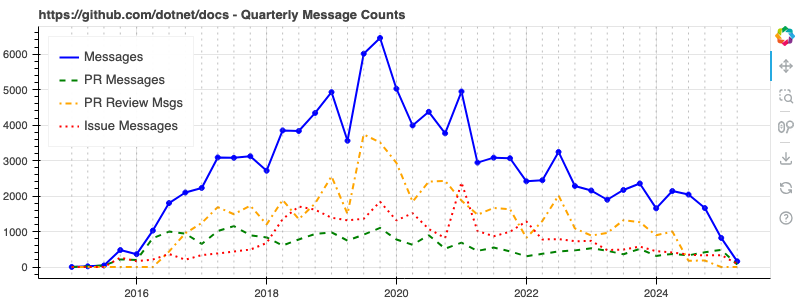 https://github.com/dotnet/docs - Quarterly Message Counts
Messages
PR Messages
PR Review Msgs
Issue Messages
6000
5000
4000
3000
2000
1000
0
2016
2018
2020
2022
2024